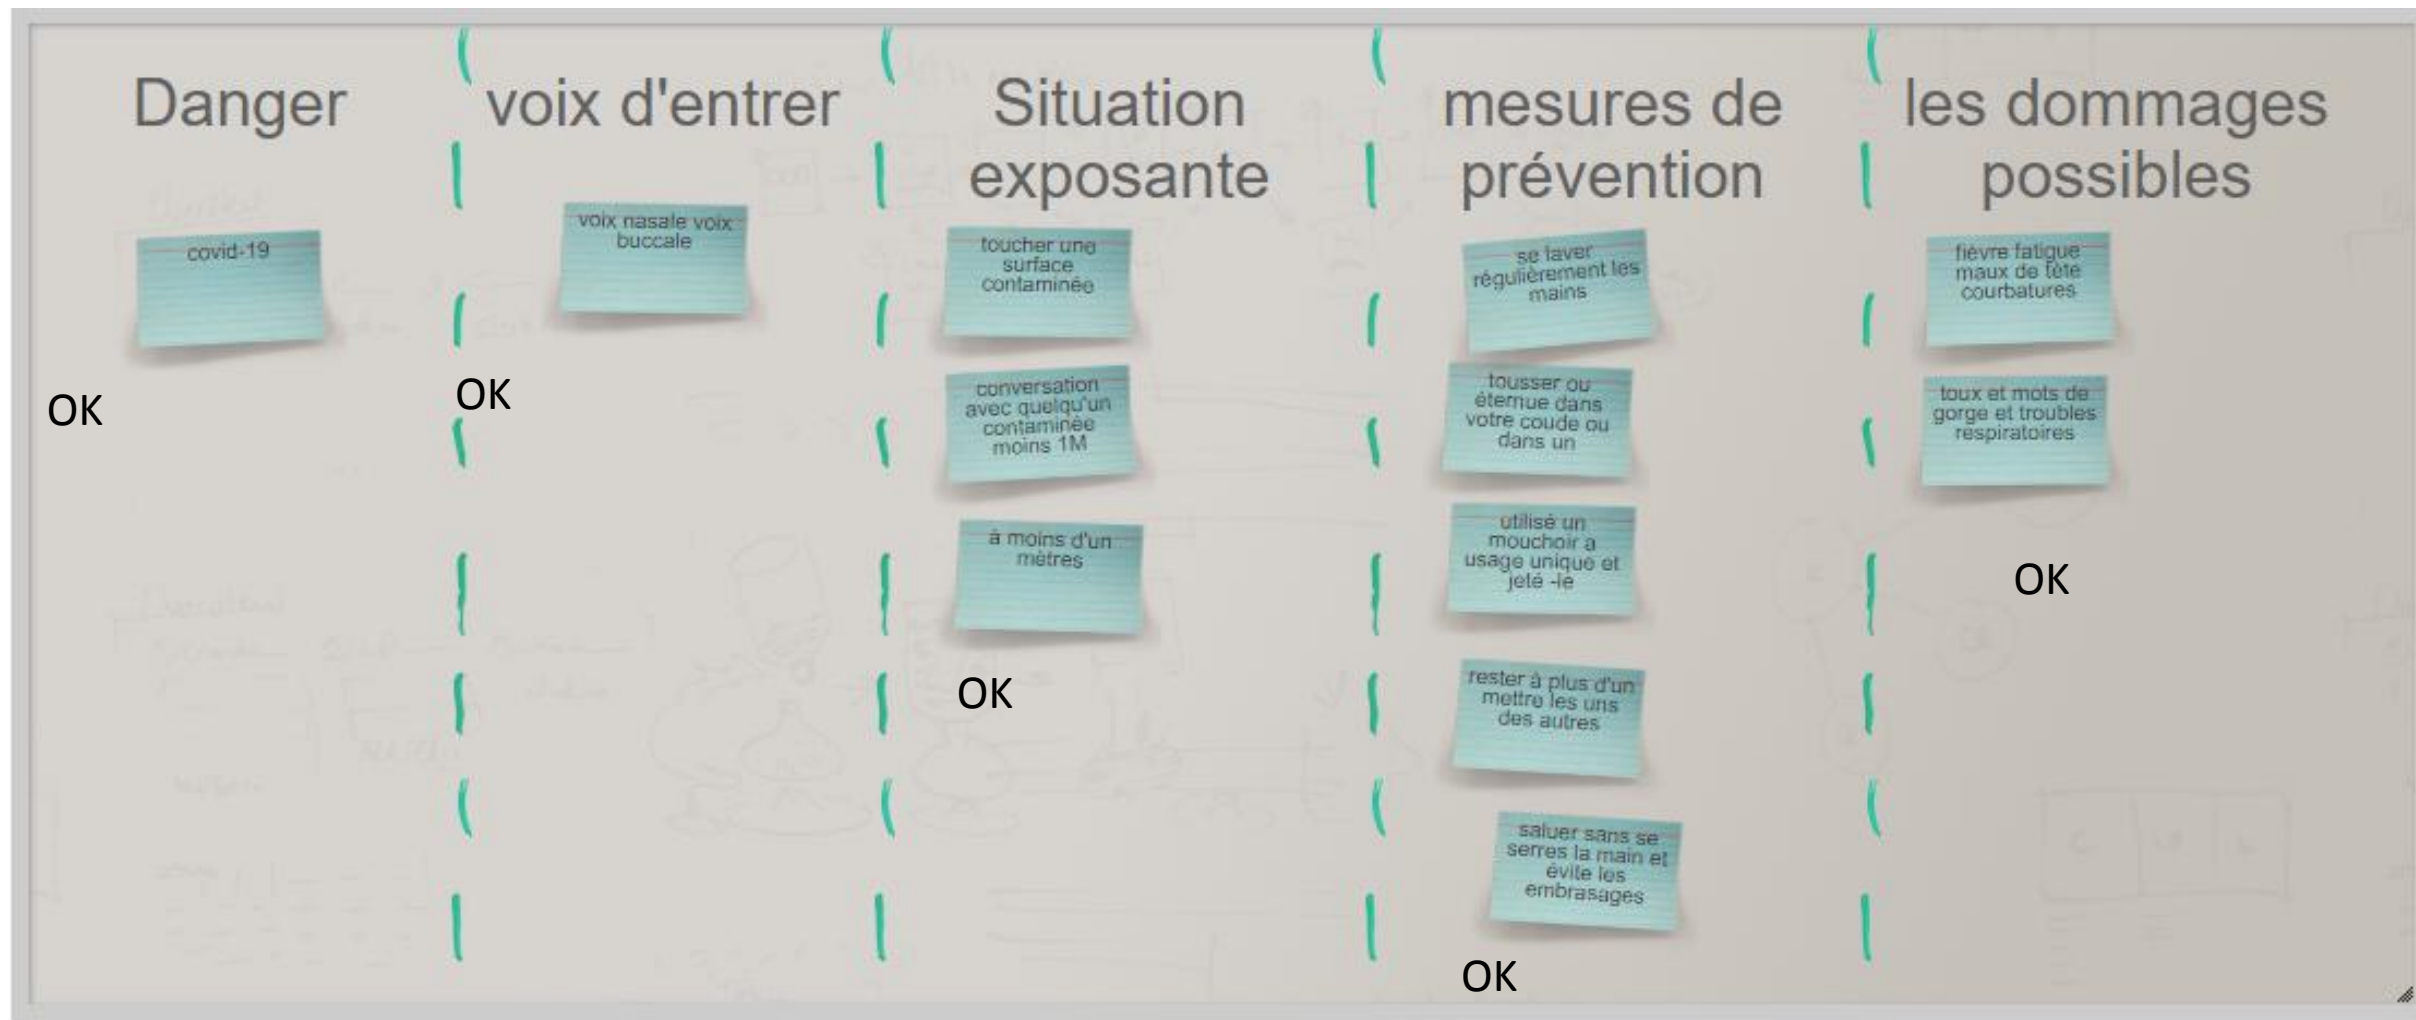 Danger
covid-19
OK
voix d'entrer
voix nasale voix
buccale
OK
Situation
exposante
toucher une
surface
contaminée
conversation
avec quelqu'un
contaminée
moins 1M
à moins d'un
mètres
OK
mesures de
prévention
se laver
régulièrement les
mains
tousser ou
éternue dans
votre coude ou
dans un
utilisé un
mouchoir a
usage unique et
jeté -le
rester à plus d'un
mettre les uns
des autres
saluer sans se
serres la main et
évite les
embrasages
OK
les dommages
possibles
fièvre fatigue
maux de tête
courbatures
toux et mots de
gorge et troubles
respiratoires
OK